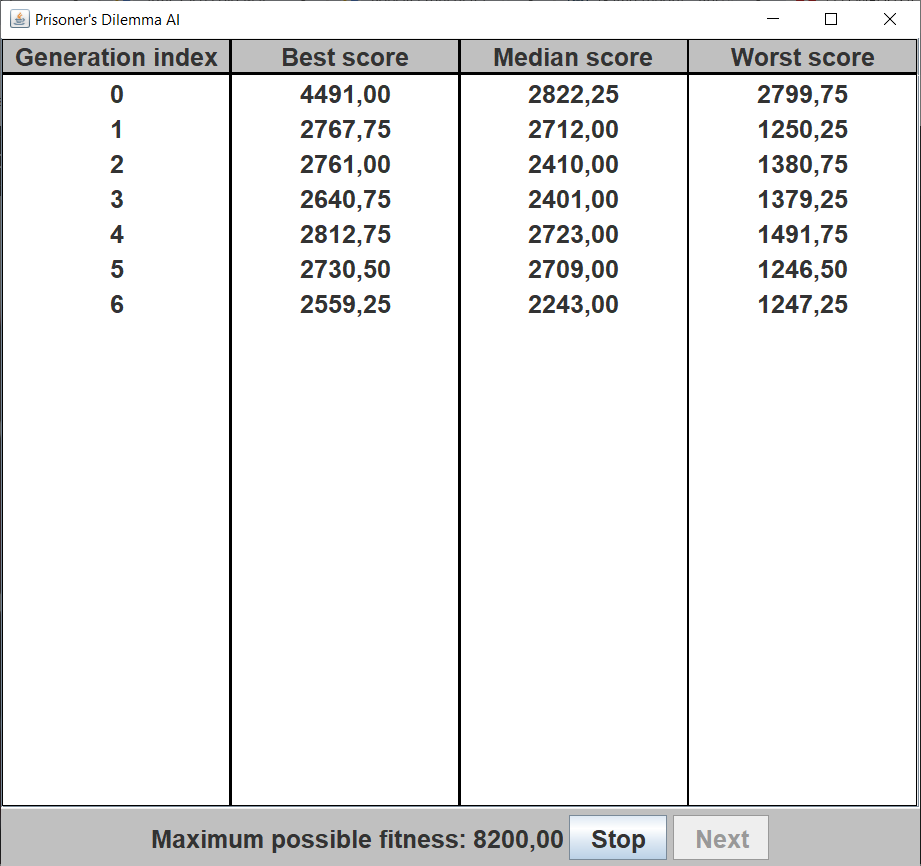 Prisoner's Dilemma AI
Generation index Best score Median score Worst score
0 4491,00 2822,25 2799,75
1 2767,75 2712,00 1250,25
2 2761,00 2410,00 1380,75
3 2640,75 2401,00 1379,25
4 2812,75 2723,00 1491,75
5 2730,50 2709,00 1246,50
6 2559,25 2243,00 1247,25
Maximum possible fitness: 8200,00 Stop Next